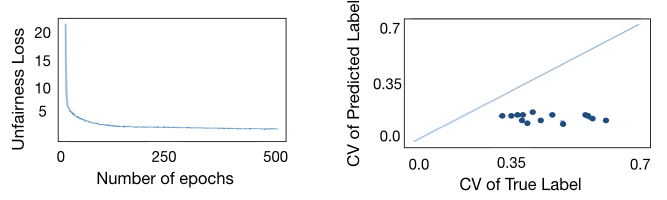 Unfairness Loss
20
15
10
5
0 250 500
Number of epochs
CV of Predicted Label
0.7
0.35
0.0
0.0 0.35 0.7
CV of True Label